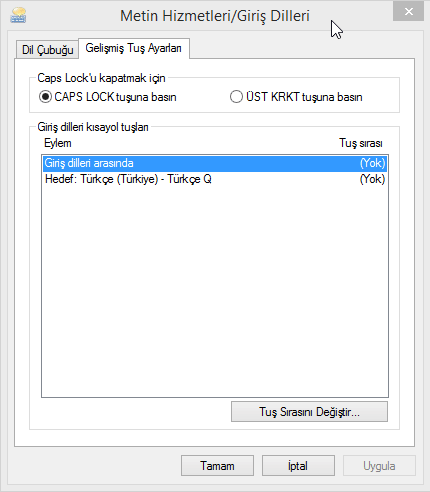 Metin Hizmetleri/Giriş Dilleri
Dil Çubuğu Gelişmiş Tuş Ayarları
Caps Lock'u kapatmak için
CAPS LOCK tuşuna basın ÜST KRKT tuşuna basın
Giriş dilleri kısayol tuşları
Eylem Tuş sırası
Giriş dilleri arasında (Yok)
Hedef: Türkçe (Türkiye) - Türkçe Q (Yok)
Tuş Sırasını Değiştir...
Tamam İptal Uygula